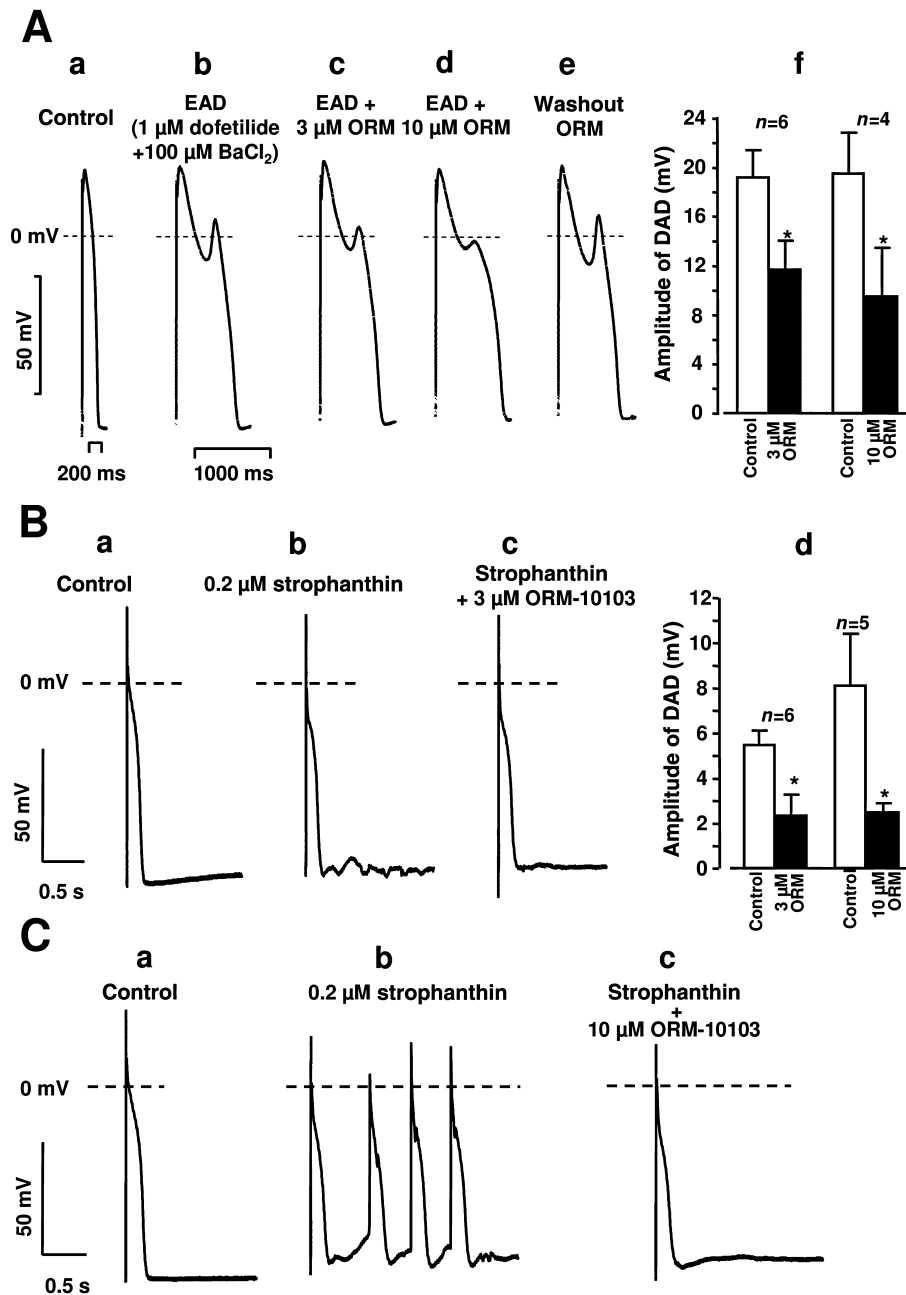 A
a
b
c
d
e
f
Control
EAD
(1 µM dofetilide
+100 µM BaCl2)
EAD +
3 µM ORM
EAD +
10 µM ORM
Washout
ORM
0 mV
50 mV
200 ms
1000 ms
Amplitude of DAD (mV)
24
20
16
12
8
4
0
n=6
n=4
*
*
Control
3 µM
ORM
Control
10 µM
ORM
B
a
b
c
d
Control
0.2 µM strophanthin
Strophanthin
+ 3 µM ORM-10103
0 mV
50 mV
0.5 s
Amplitude of DAD (mV)
12
10
8
6
4
2
0
n=6
n=5
*
*
Control
3 µM
ORM
Control
10 µM
ORM
C
a
b
c
Control
0.2 µM strophanthin
Strophanthin
+
10 µM ORM-10103
0 mV
50 mV
0.5 s